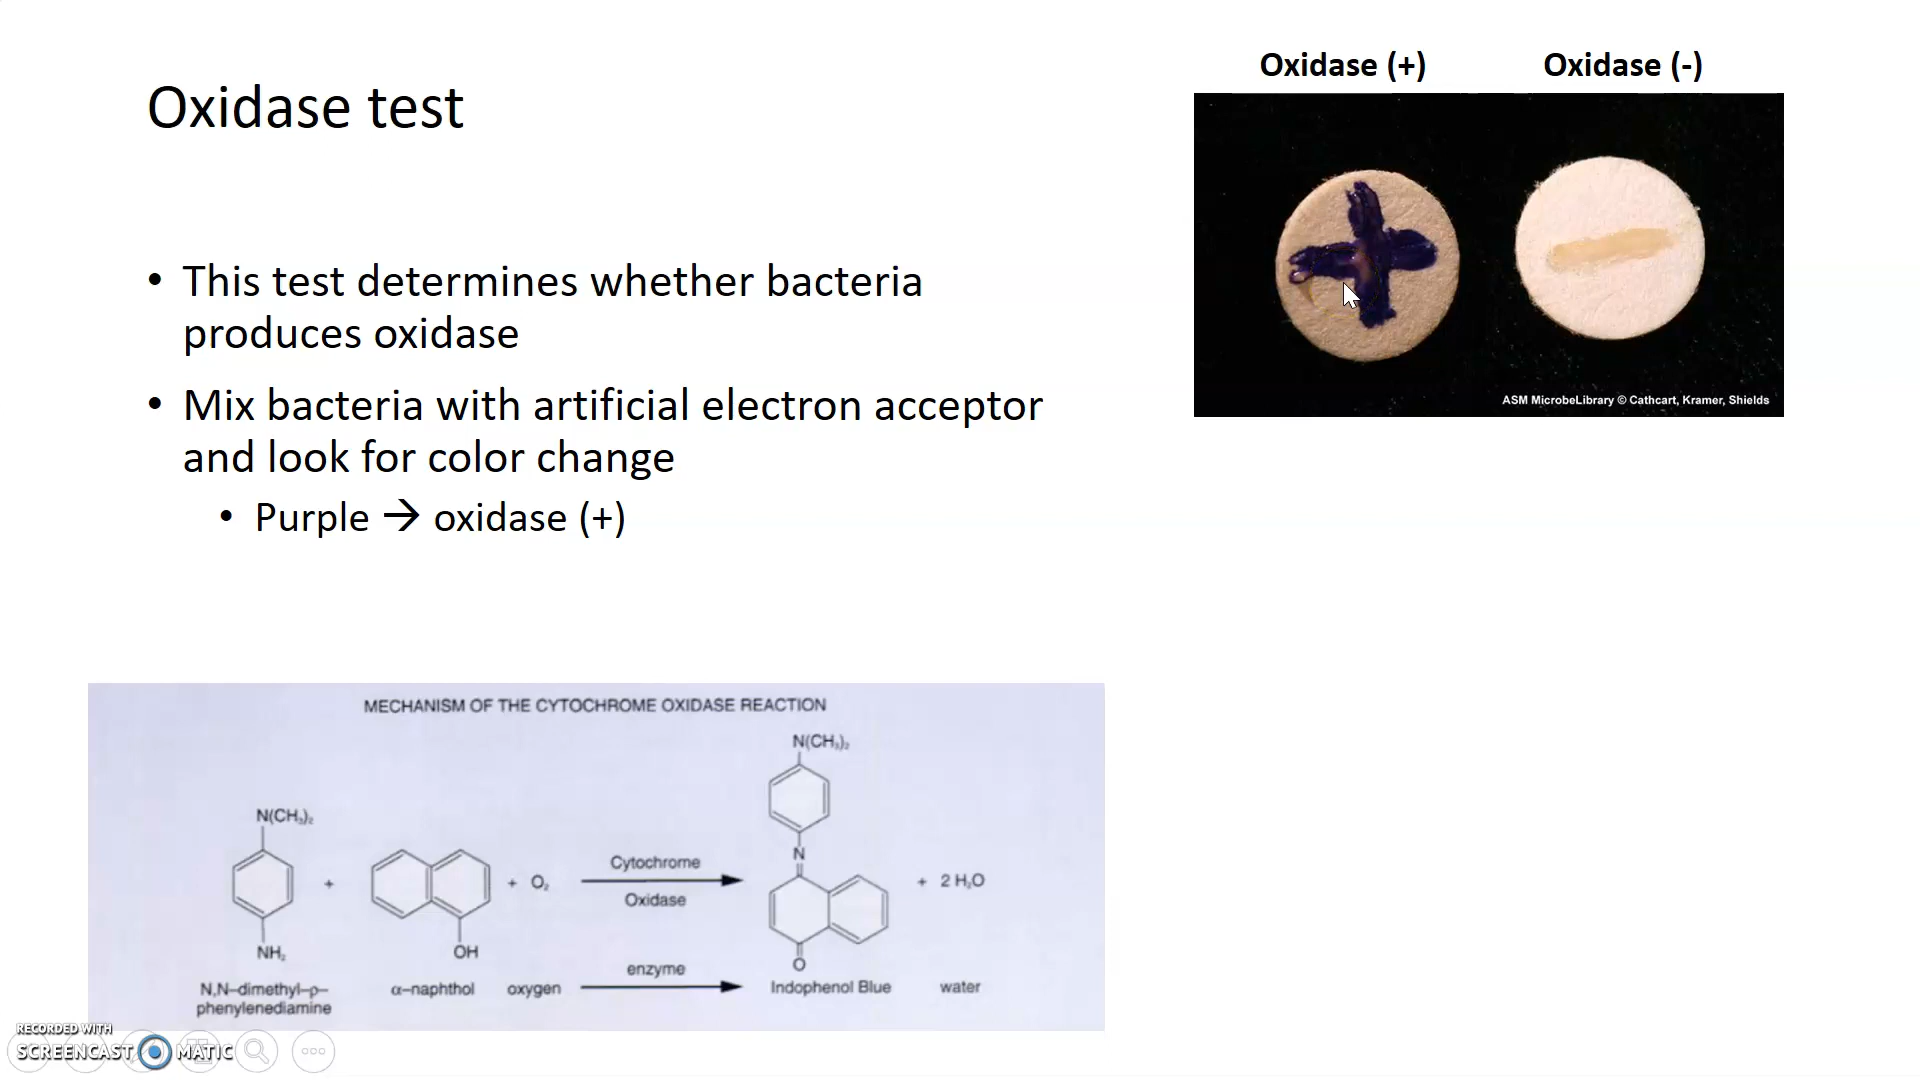 Oxidase test
Oxidase (+)
Oxidase (-)
ASM MicrobeLibrary © Cathcart, Kramer, Shields
• This test determines whether bacteria
produces oxidase
• Mix bacteria with artificial electron acceptor
and look for color change
• Purple → oxidase (+)
MECHANISM OF THE CYTOCHROME OXIDASE REACTION
N(CH₃)₂
N(CH₃)₂
N
Cytochrome
+ + O₂ + 2 H₂O
Oxidase
NH₂ OH O
enzyme
N,N–dimethyl–p– α–naphthol oxygen Indophenol Blue water
phenylenediamine
RECORDED WITH
SCREENCAST MATIC